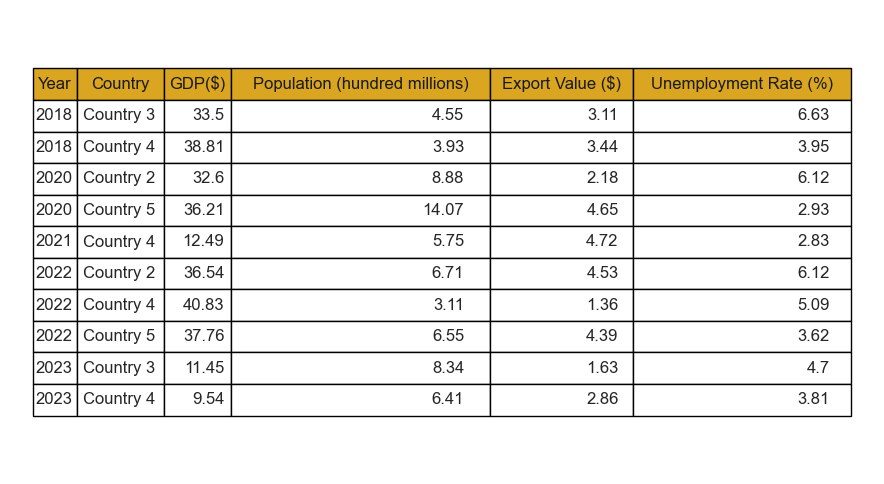 Year Country GDP($) Population (hundred millions) Export Value ($) Unemployment Rate (%)
2018 Country 3 33.5 4.55 3.11 6.63
2018 Country 4 38.81 3.93 3.44 3.95
2020 Country 2 32.6 8.88 2.18 6.12
2020 Country 5 36.21 14.07 4.65 2.93
2021 Country 4 12.49 5.75 4.72 2.83
2022 Country 2 36.54 6.71 4.53 6.12
2022 Country 4 40.83 3.11 1.36 5.09
2022 Country 5 37.76 6.55 4.39 3.62
2023 Country 3 11.45 8.34 1.63 4.7
2023 Country 4 9.54 6.41 2.86 3.81